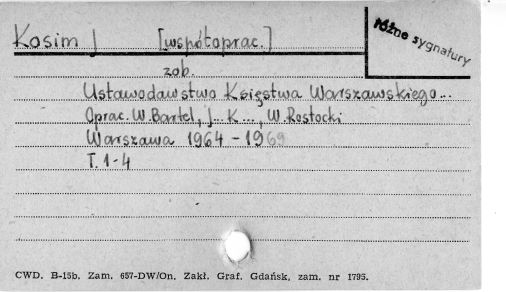 Kosim J [współoprac.]
różne sygnatury
zob.
Ustawodawstwo Księstwa Warszawskiego...
Oprac. W. Bartel, J... K..., W. Rostocki
Warszawa 1964 - 1969
T. 1-4
CWD. B-15b. Zam. 657-DW/On. Zakł. Graf. Gdańsk, zam. nr 1795.